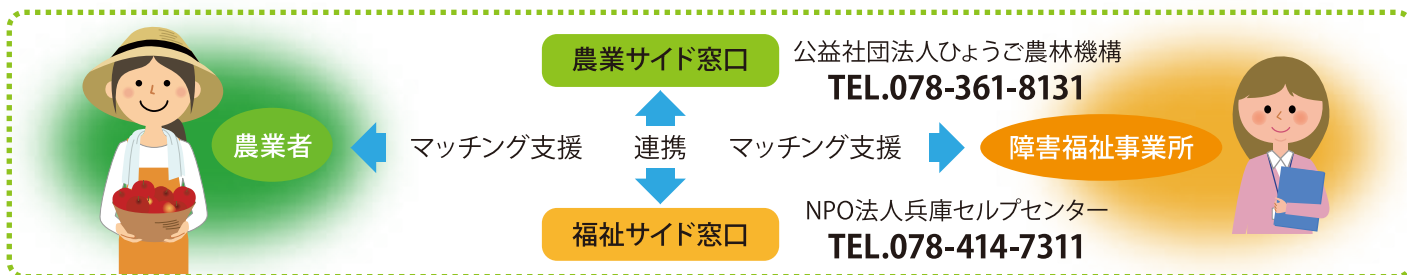 農業サイド窓口
公益社団法人ひょうご農林機構
TEL.078-361-8131
農業者
マッチング支援
連携
マッチング支援
障害福祉事業所
福祉サイド窓口
NPO法人兵庫セルプセンター
TEL.078-414-7311